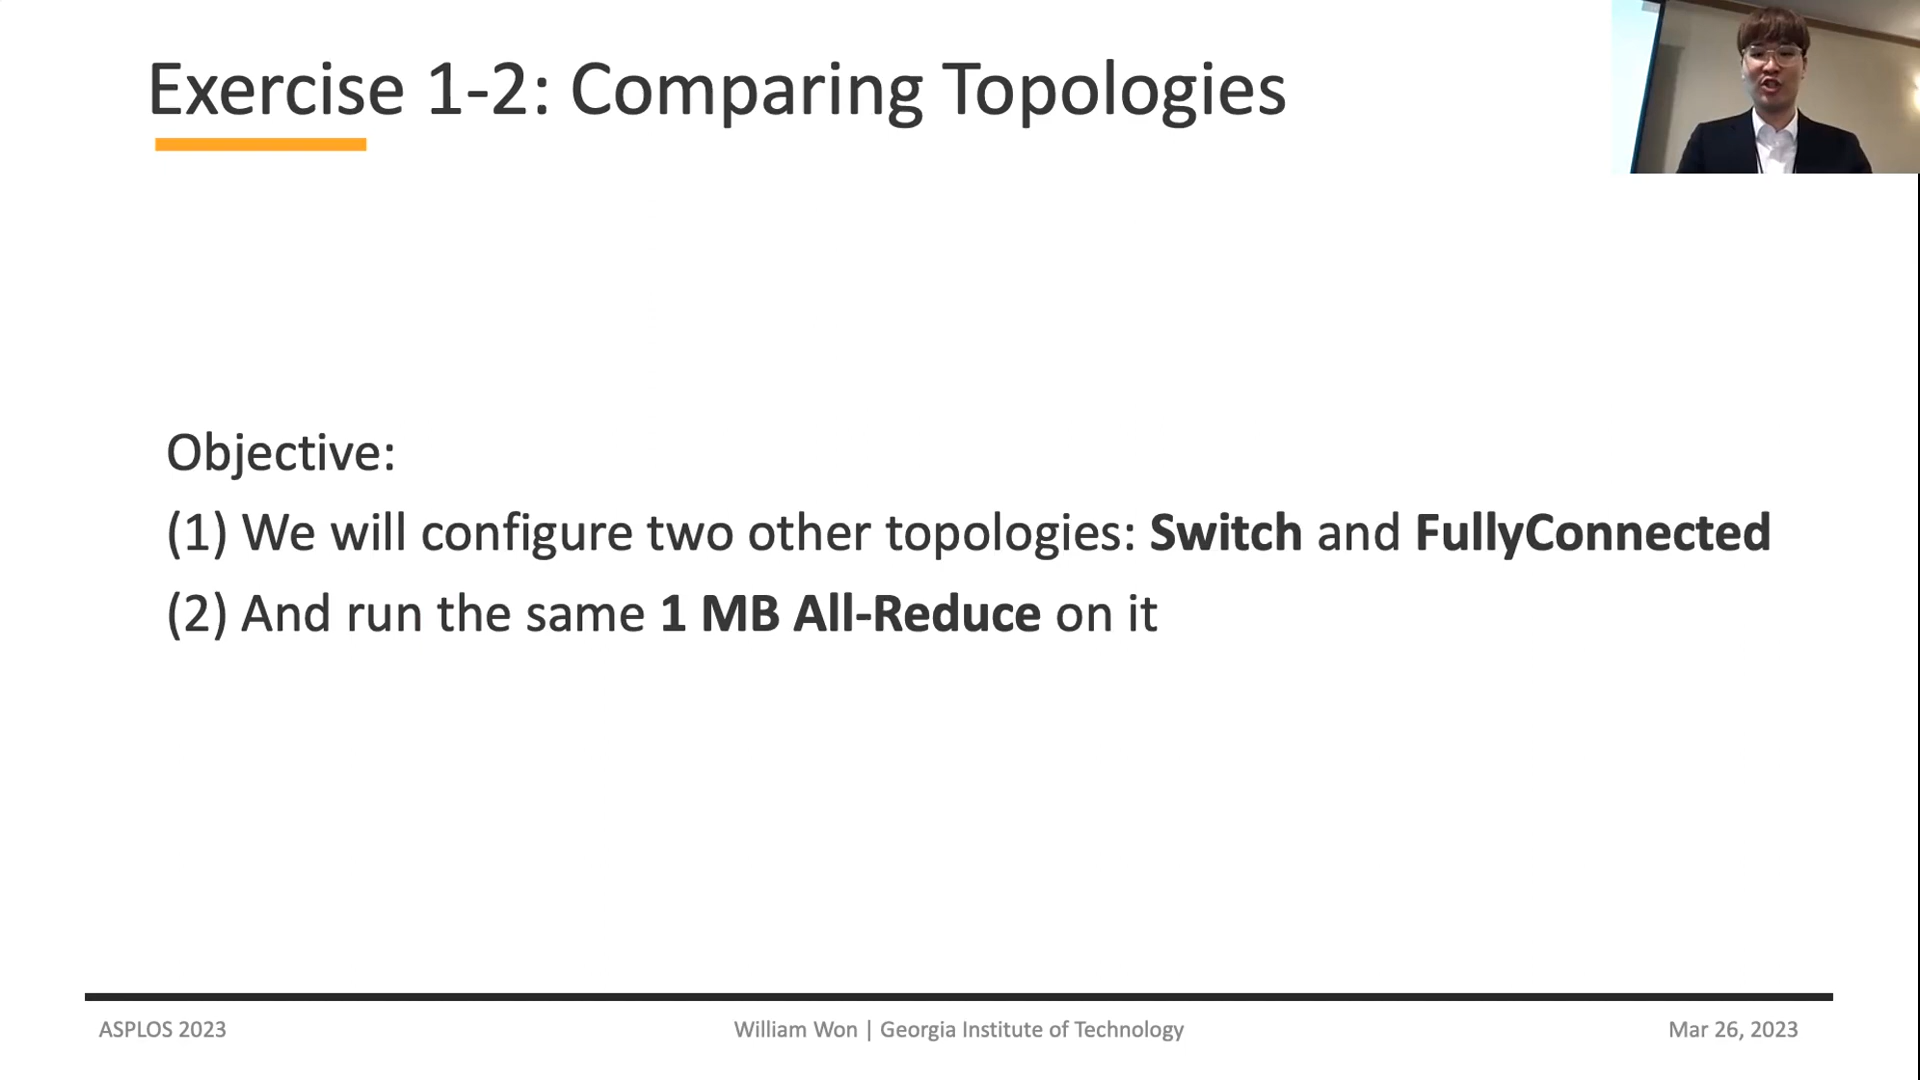 Exercise 1-2: Comparing Topologies
Objective:
(1) We will configure two other topologies: Switch and FullyConnected
(2) And run the same 1 MB All-Reduce on it
ASPLOS 2023
William Won | Georgia Institute of Technology
Mar 26, 2023